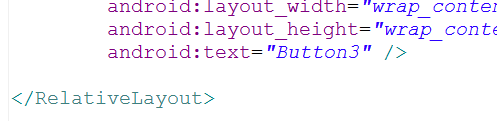 android:layout_width="wrap_conten
android:layout_height="wrap_conte
android:text="Button3" />
</RelativeLayout>